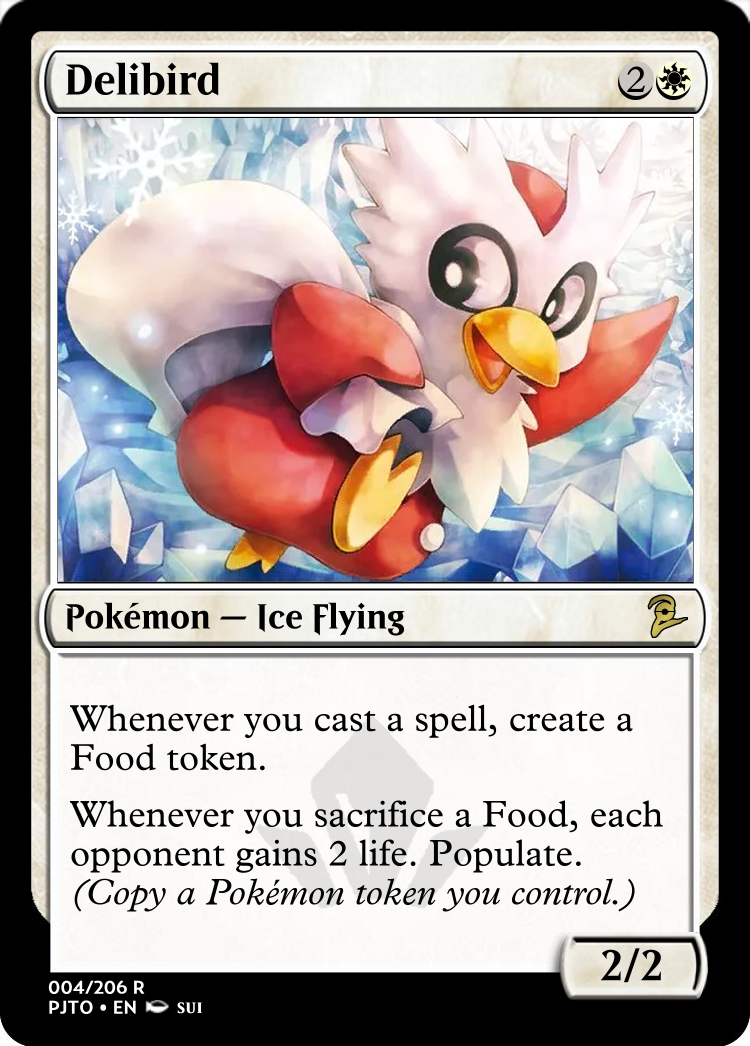 Delibird 2
Pokémon — Ice Flying
Whenever you cast a spell, create a
Food token.
Whenever you sacrifice a Food, each
opponent gains 2 life. Populate.
(Copy a Pokémon token you control.)
2/2
004/206 R
PJTO • EN SUI